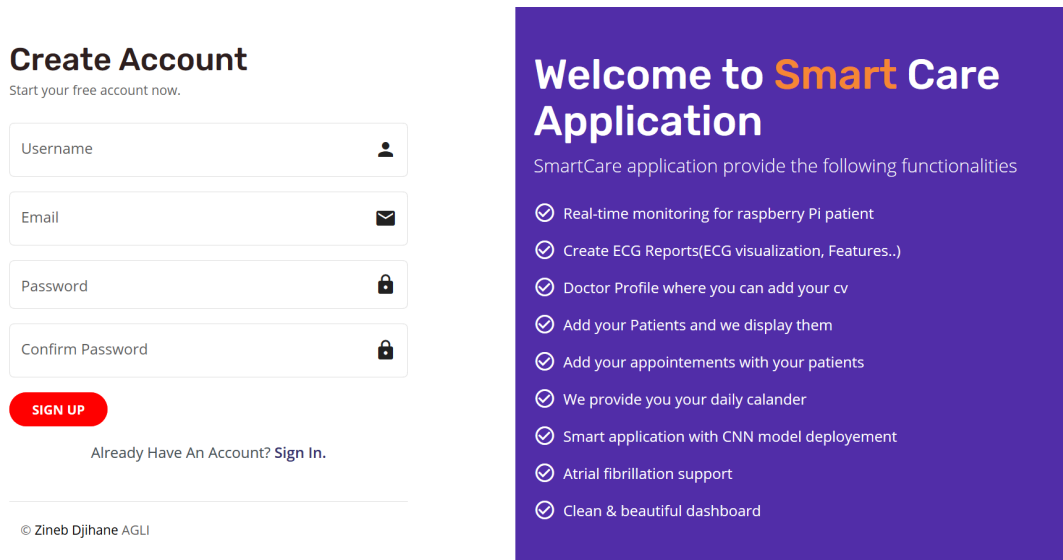 Create Account
Start your free account now.
Username
Email
Password
Confirm Password
SIGN UP
Already Have An Account? Sign In.
© Zineb Djihane AGLI
Welcome to Smart Care
Application
SmartCare application provide the following functionalities
Real-time monitoring for raspberry Pi patient
Create ECG Reports(ECG visualization, Features..)
Doctor Profile where you can add your cv
Add your Patients and we display them
Add your appointements with your patients
We provide you your daily calander
Smart application with CNN model deployement
Atrial fibrillation support
Clean & beautiful dashboard